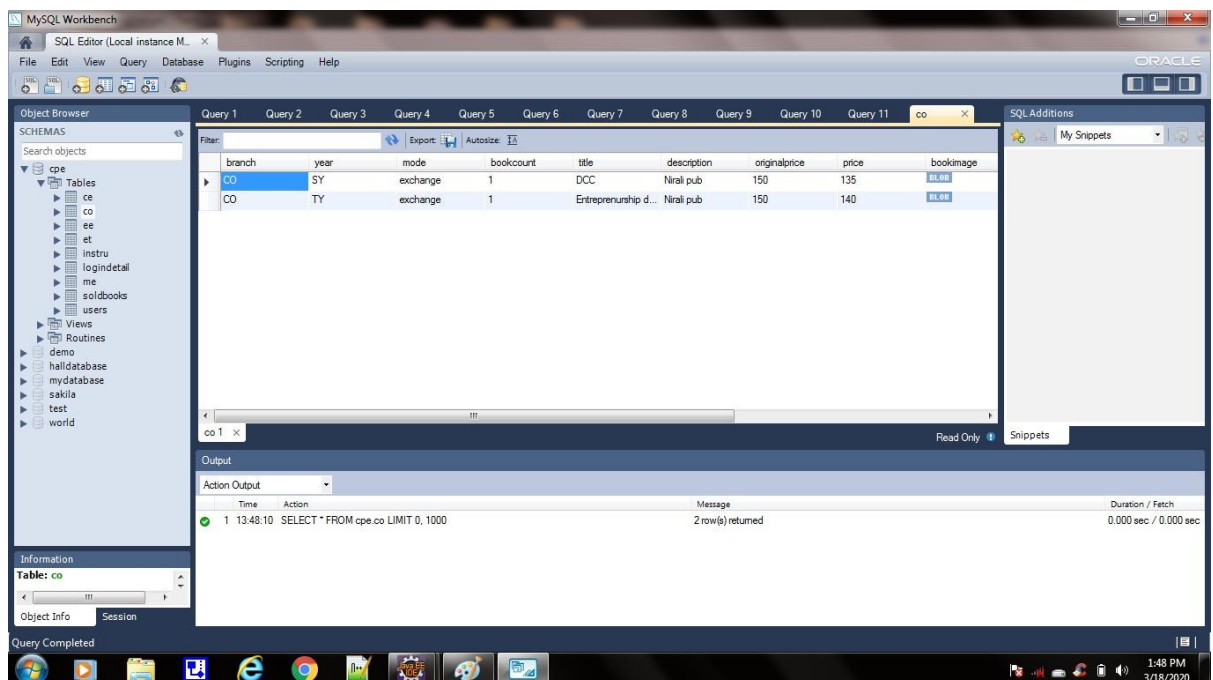 MySQL Workbench
SQL Editor (Local instance M...
File Edit View Query Database Plugins Scripting Help
ORACLE
Object Browser
SCHEMAS
Search objects
cpe
Tables
ce
co
ee
et
instru
logindetail
me
soldbooks
users
Views
Routines
demo
halldatabase
mydatabase
sakila
test
world
Information
Table: co
Object Info Session
Query 1 Query 2 Query 3 Query 4 Query 5 Query 6 Query 7 Query 8 Query 9 Query 10 Query 11 co
Filter: Export: Autosize:
branch year mode bookcount title description originalprice price bookimage
CO SY exchange 1 DCC Nirali pub 150 135 BLOB
CO TY exchange 1 Entreprenurship d... Nirali pub 150 140 BLOB
co 1
Read Only
SQL Additions
My Snippets
Snippets
Output
Action Output
Time Action Message Duration / Fetch
1 13:48:10 SELECT * FROM cpe.co LIMIT 0, 1000 2 row(s) returned 0.000 sec / 0.000 sec
Query Completed
1:48 PM
3/18/2020